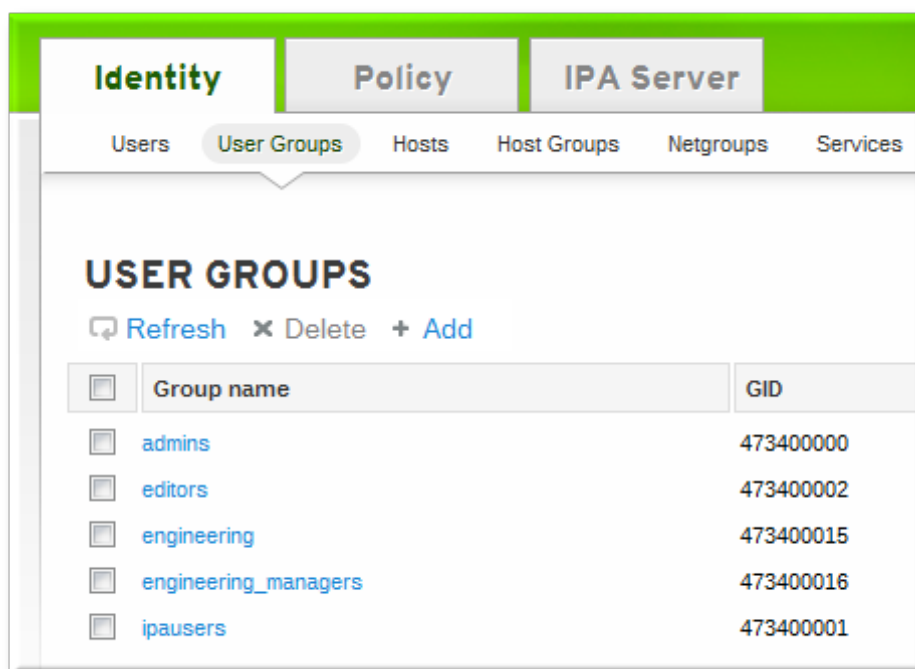 Identity Policy IPA Server
Users User Groups Hosts Host Groups Netgroups Services
USER GROUPS
Refresh Delete + Add
Group name GID
admins 473400000
editors 473400002
engineering 473400015
engineering_managers 473400016
ipausers 473400001